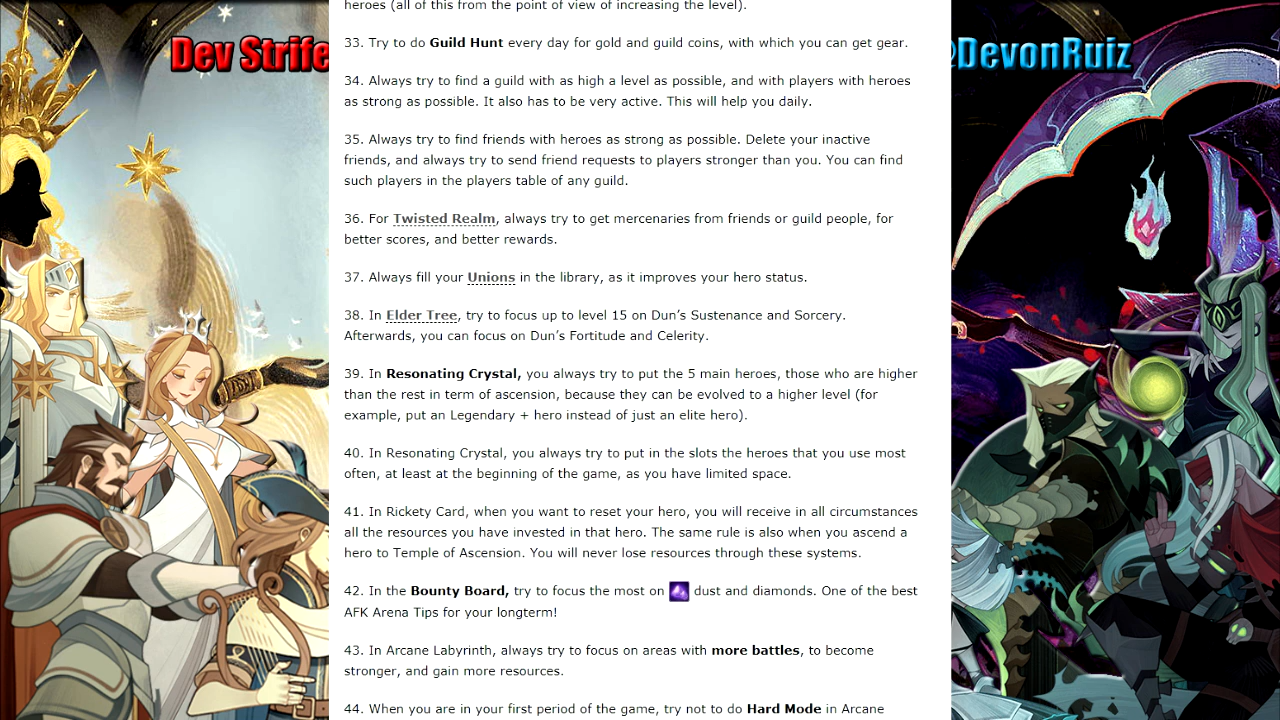 heroes (all of this from the point of view of increasing the level).
Dev Strife
@DevonRuiz
33. Try to do Guild Hunt every day for gold and guild coins, with which you can get gear.
34. Always try to find a guild with as high a level as possible, and with players with heroes
as strong as possible. It also has to be very active. This will help you daily.
35. Always try to find friends with heroes as strong as possible. Delete your inactive
friends, and always try to send friend requests to players stronger than you. You can find
such players in the players table of any guild.
36. For Twisted Realm, always try to get mercenaries from friends or guild people, for
better scores, and better rewards.
37. Always fill your Unions in the library, as it improves your hero status.
38. In Elder Tree, try to focus up to level 15 on Dun’s Sustenance and Sorcery.
Afterwards, you can focus on Dun’s Fortitude and Celerity.
39. In Resonating Crystal, you always try to put the 5 main heroes, those who are higher
than the rest in term of ascension, because they can be evolved to a higher level (for
example, put an Legendary + hero instead of just an elite hero).
40. In Resonating Crystal, you always try to put in the slots the heroes that you use most
often, at least at the beginning of the game, as you have limited space.
41. In Rickety Card, when you want to reset your hero, you will receive in all circumstances
all the resources you have invested in that hero. The same rule is also when you ascend a
hero to Temple of Ascension. You will never lose resources through these systems.
42. In the Bounty Board, try to focus the most on dust and diamonds. One of the best
AFK Arena Tips for your longterm!
43. In Arcane Labyrinth, always try to focus on areas with more battles, to become
stronger, and gain more resources.
44. When you are in your first period of the game, try not to do Hard Mode in Arcane